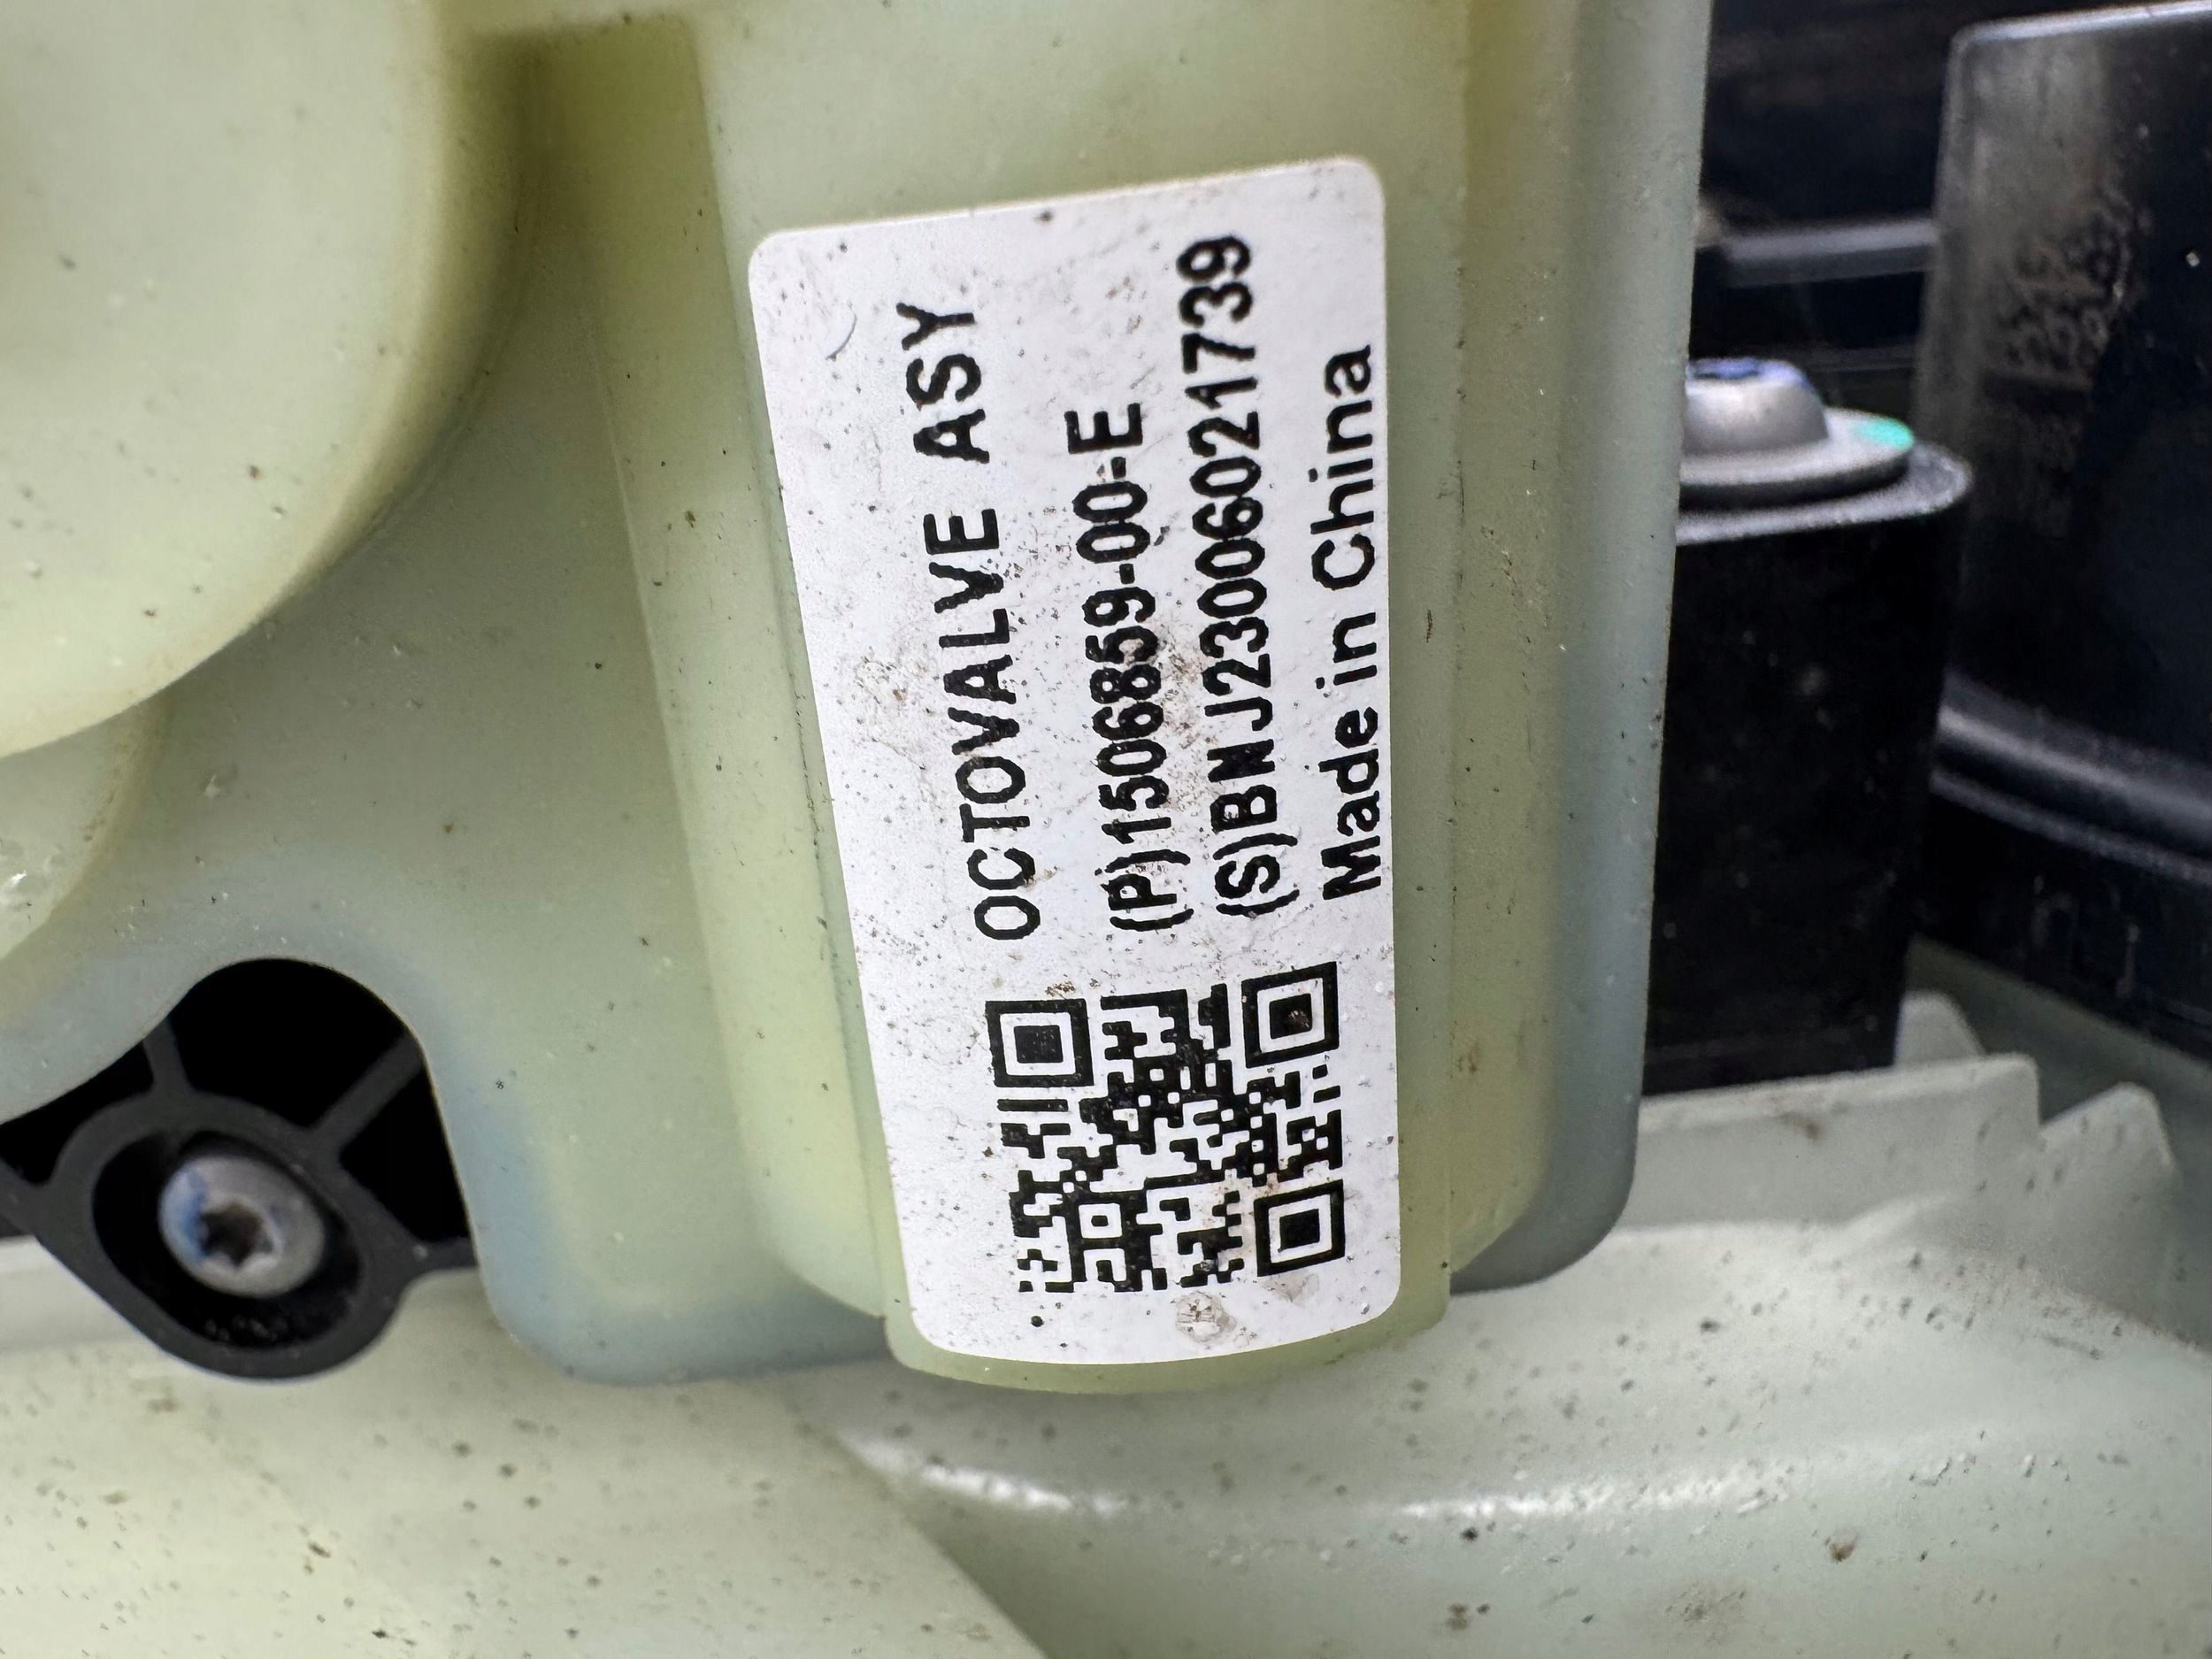 OCTOVALVE ASY
(P)1506859-00-E
(S)BNJ23006021739
Made in China